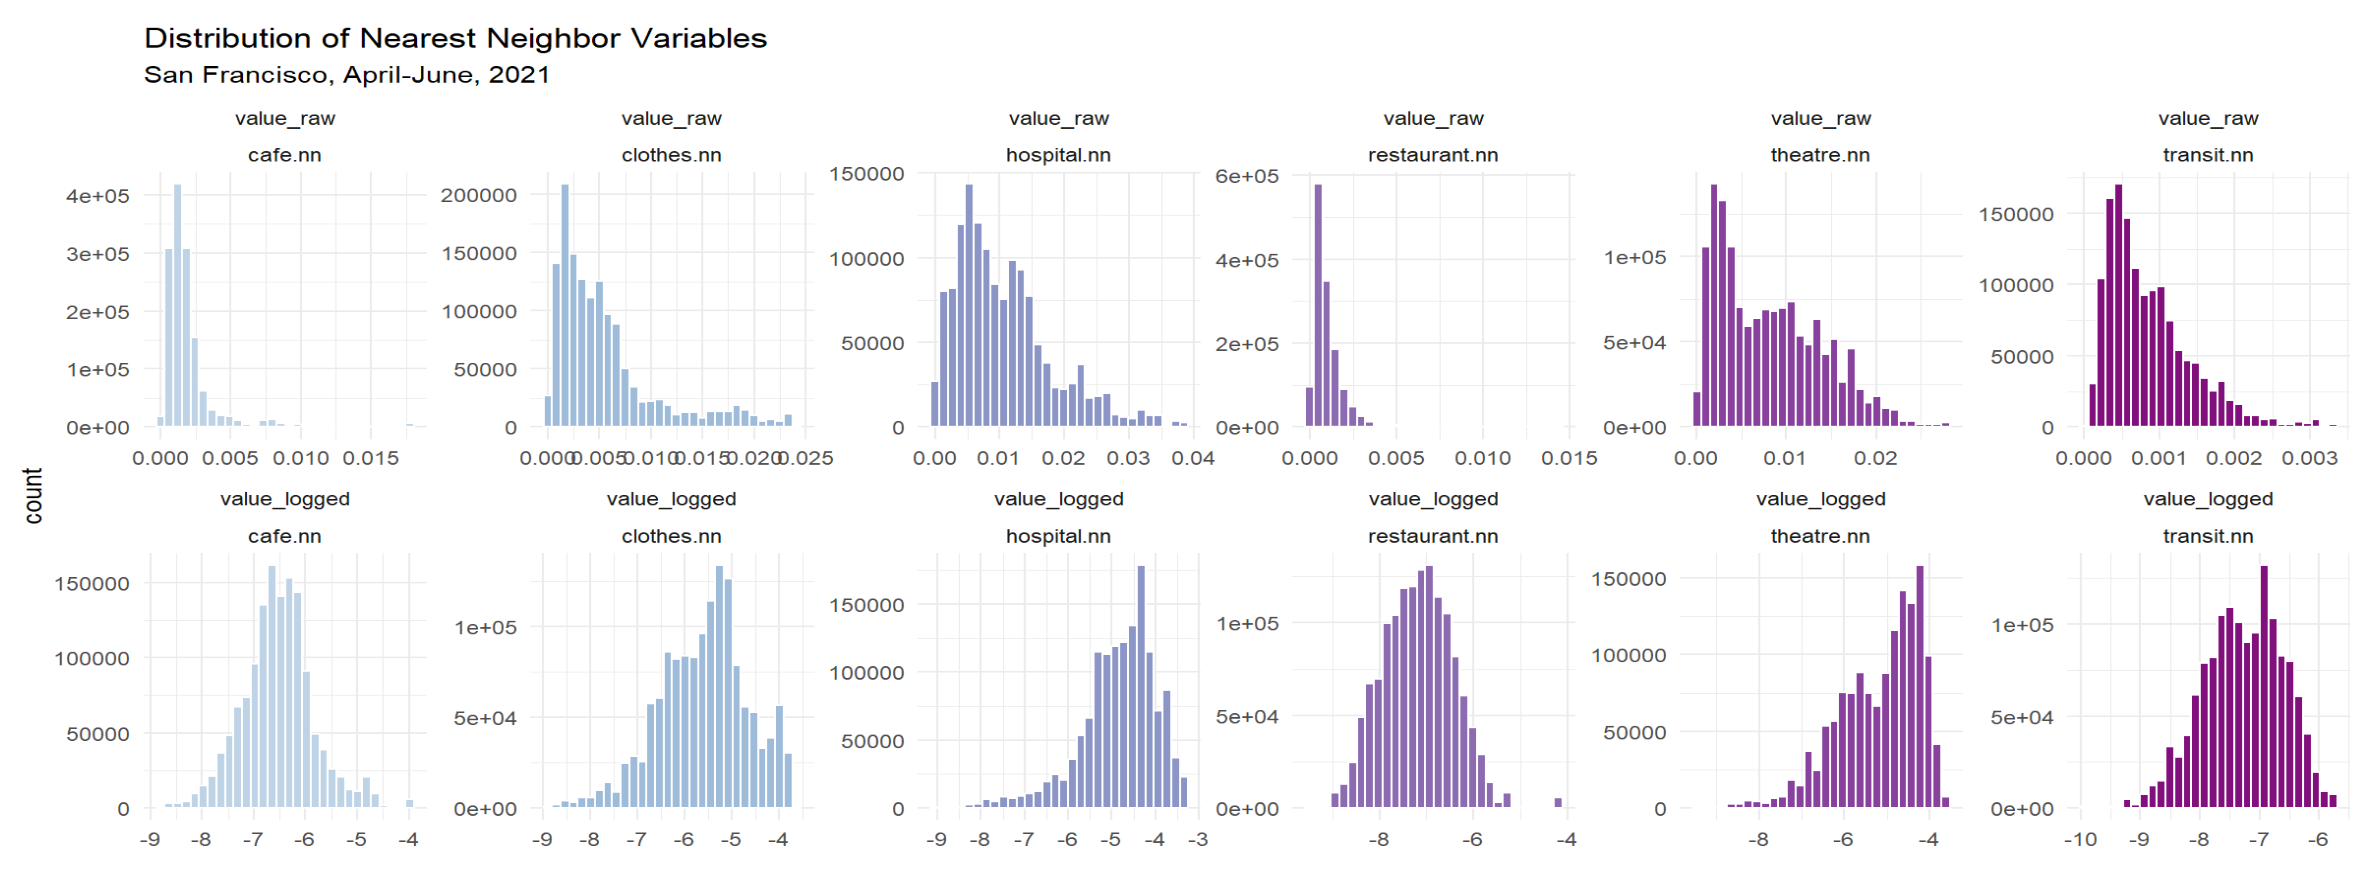 Distribution of Nearest Neighbor Variables
San Francisco, April-June, 2021
value_raw value_raw value_raw value_raw value_raw value_raw
cafe.nn clothes.nn hospital.nn restaurant.nn theatre.nn transit.nn
4e+05
3e+05
2e+05
1e+05
0e+00
0.000 0.005 0.010 0.015
200000
150000
100000
50000
0
0.000 0.005 0.010 0.015 0.020 0.025
150000
100000
50000
0
0.00 0.01 0.02 0.03 0.04
6e+05
4e+05
2e+05
0e+00
0.000 0.005 0.010 0.015
1e+05
5e+04
0e+00
0.00 0.01 0.02
150000
100000
50000
0
0.000 0.001 0.002 0.003
count
value_logged value_logged value_logged value_logged value_logged value_logged
cafe.nn clothes.nn hospital.nn restaurant.nn theatre.nn transit.nn
150000
100000
50000
0
-9 -8 -7 -6 -5 -4
1e+05
5e+04
0e+00
-9 -8 -7 -6 -5 -4
150000
100000
50000
0
-9 -8 -7 -6 -5 -4 -3
1e+05
5e+04
0e+00
-8 -6 -4
150000
100000
50000
0
-8 -6 -4
1e+05
5e+04
0e+00
-10 -9 -8 -7 -6